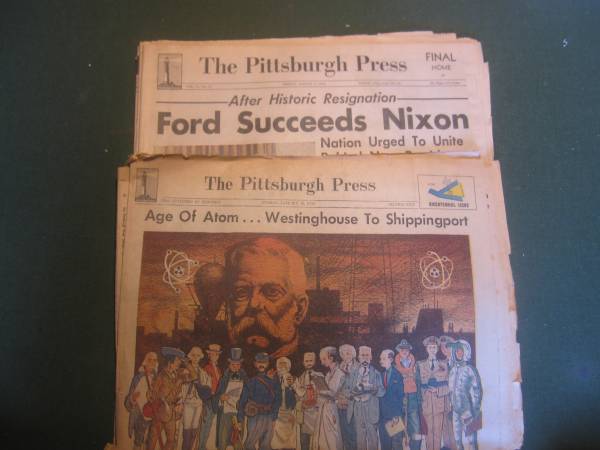 The Pittsburgh Press
FINAL
HOME
After Historic Resignation
Ford Succeeds Nixon
Nation Urged To Unite
The Pittsburgh Press
BICENTENNIAL ISSUE
Age Of Atom... Westinghouse To Shippingport